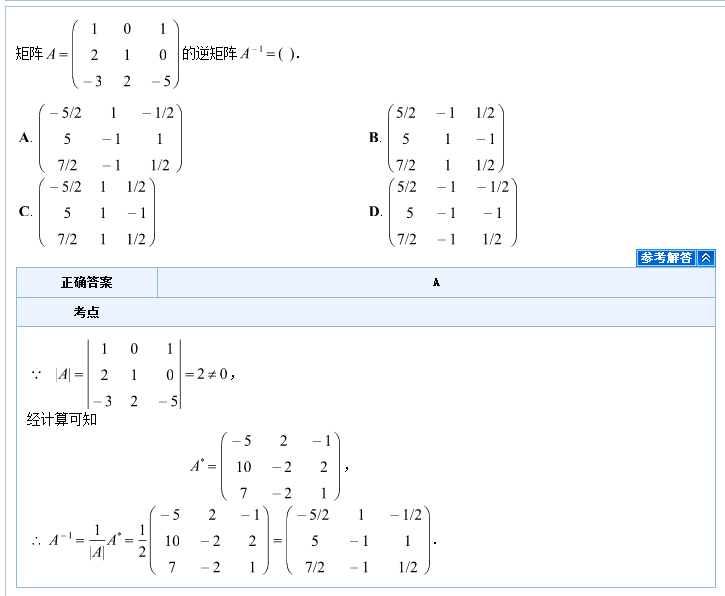 矩阵 A = ( 1 0 1
2 1 0
-3 2 -5 ) 的逆矩阵 A⁻¹ = ( ).
A. ( -5/2 1 -1/2
5 -1 1
7/2 -1 1/2 )
B. ( 5/2 -1 1/2
5 1 -1
7/2 1 1/2 )
C. ( -5/2 1 1/2
5 1 -1
7/2 1 1/2 )
D. ( 5/2 -1 -1/2
5 -1 -1
7/2 -1 1/2 )
参考解答
正确答案 A
考点
∵ |A| = | 1 0 1
2 1 0
-3 2 -5 | = 2 ≠ 0，
经计算可知
A* = ( -5 2 -1
10 -2 2
7 -2 1 )，
∴ A⁻¹ = 1/|A| A* = 1/2 ( -5 2 -1
10 -2 2
7 -2 1 ) = ( -5/2 1 -1/2
5 -1 1
7/2 -1 1/2 ).